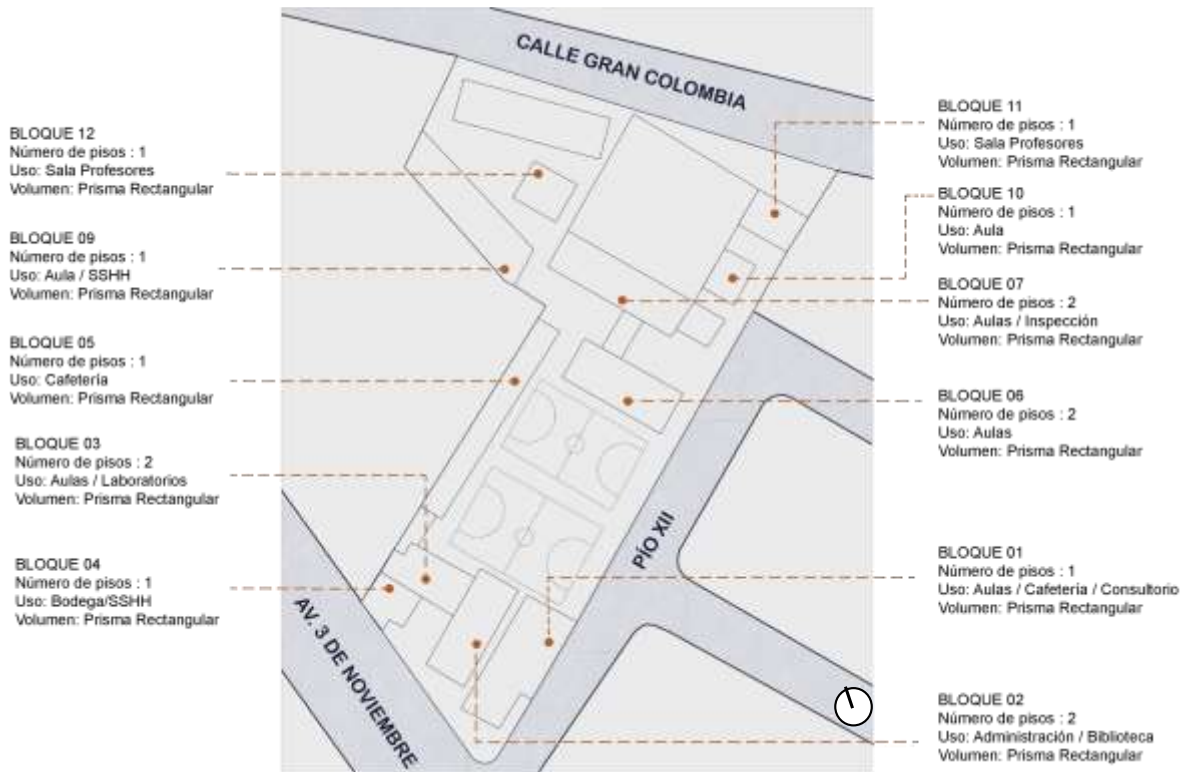 CALLE GRAN COLOMBIA
BLOQUE 12
Número de pisos : 1
Uso: Sala Profesores
Volumen: Prisma Rectangular
BLOQUE 09
Número de pisos : 1
Uso: Aula / SSHH
Volumen: Prisma Rectangular
BLOQUE 05
Número de pisos : 1
Uso: Cafetería
Volumen: Prisma Rectangular
BLOQUE 03
Número de pisos : 2
Uso: Aulas / Laboratorios
Volumen: Prisma Rectangular
BLOQUE 04
Número de pisos : 1
Uso: Bodega/SSHH
Volumen: Prisma Rectangular
AV. 3 DE NOVIEMBRE
PÍO XII
BLOQUE 11
Número de pisos : 1
Uso: Sala Profesores
Volumen: Prisma Rectangular
BLOQUE 10
Número de pisos : 1
Uso: Aula
Volumen: Prisma Rectangular
BLOQUE 07
Número de pisos : 2
Uso: Aulas / Inspección
Volumen: Prisma Rectangular
BLOQUE 06
Número de pisos : 2
Uso: Aulas
Volumen: Prisma Rectangular
BLOQUE 01
Número de pisos : 1
Uso: Aulas / Cafetería / Consultorio
Volumen: Prisma Rectangular
BLOQUE 02
Número de pisos : 2
Uso: Administración / Biblioteca
Volumen: Prisma Rectangular